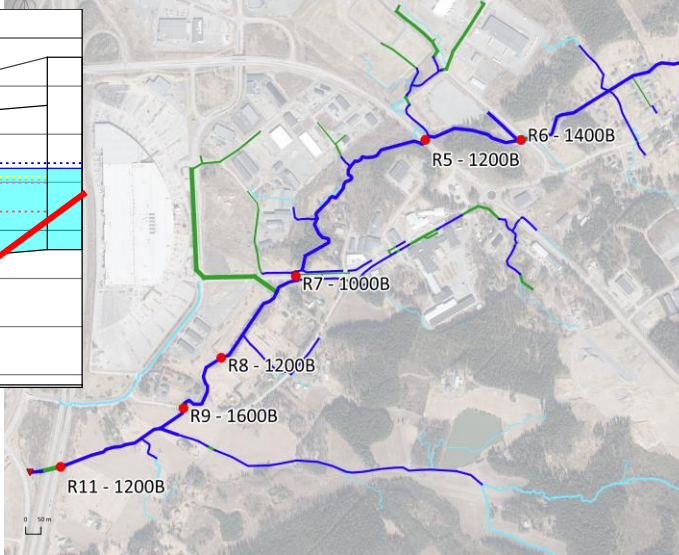 R6 - 1400B
R5 - 1200B
R7 - 1000B
R8 - 1200B
R9 - 1600B
R11 - 1200B
0 50 m